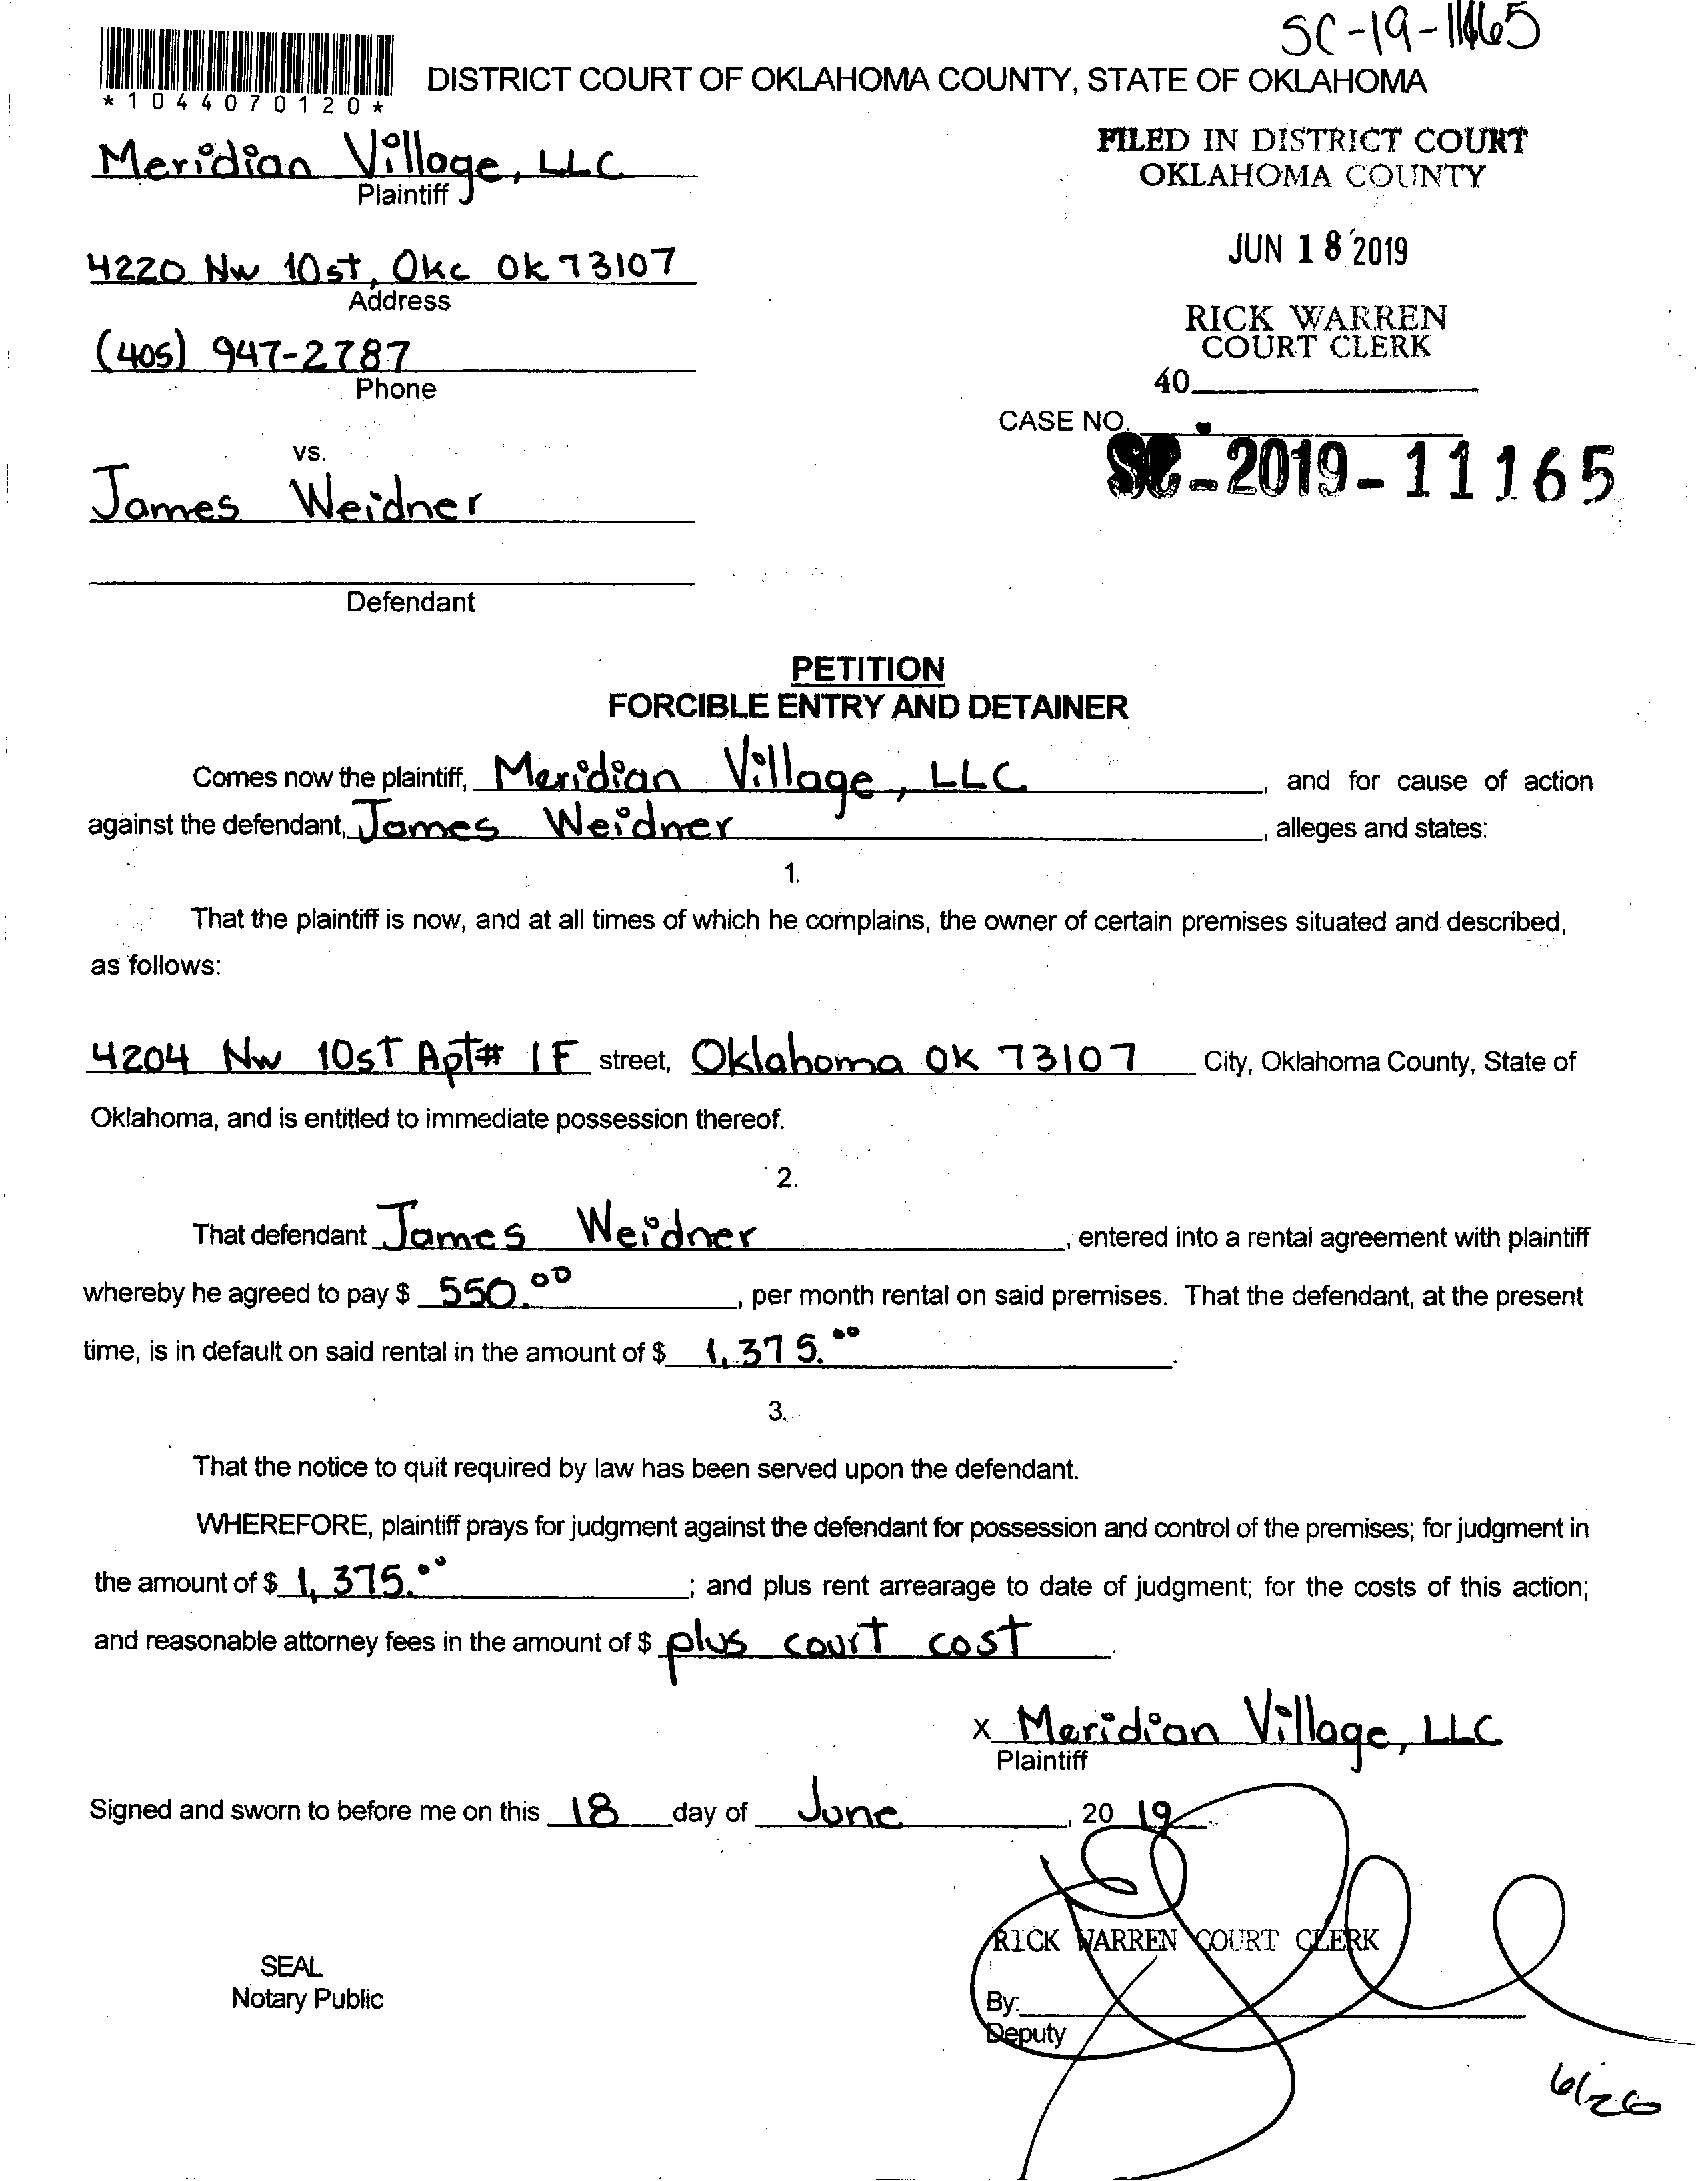 SC-19-11165
DISTRICT COURT OF OKLAHOMA COUNTY, STATE OF OKLAHOMA
*1044070120*
Meridian Village, LLC
Plaintiff
FILED IN DISTRICT COURT
OKLAHOMA COUNTY
JUN 18 2019
4220 NW 10st, Okc Ok 73107
Address
RICK WARREN
COURT CLERK
(405) 947-2787
Phone
40
CASE NO.
SC-2019-11165
vs.
James Weidner
Defendant
PETITION
FORCIBLE ENTRY AND DETAINER
Comes now the plaintiff, Meridian Village, LLC, and for cause of action
against the defendant, James Weidner, alleges and states:
1.
That the plaintiff is now, and at all times of which he complains, the owner of certain premises situated and described,
as follows:
4204 NW 10sT Apt# 1F street, Oklahoma OK 73107 City, Oklahoma County, State of
Oklahoma, and is entitled to immediate possession thereof.
2.
That defendant James Weidner, entered into a rental agreement with plaintiff
whereby he agreed to pay $ 550.00, per month rental on said premises. That the defendant, at the present
time, is in default on said rental in the amount of $ 1,375.00.
3.
That the notice to quit required by law has been served upon the defendant.
WHEREFORE, plaintiff prays for judgment against the defendant for possession and control of the premises; for judgment in
the amount of $ 1,375.00; and plus rent arrearage to date of judgment; for the costs of this action;
and reasonable attorney fees in the amount of $ plus court cost.
X Meridian Village, LLC
Plaintiff
Signed and sworn to before me on this 18 day of June, 2019
RICK WARREN COURT CLERK
SEAL
Notary Public
By:
Deputy
6/26